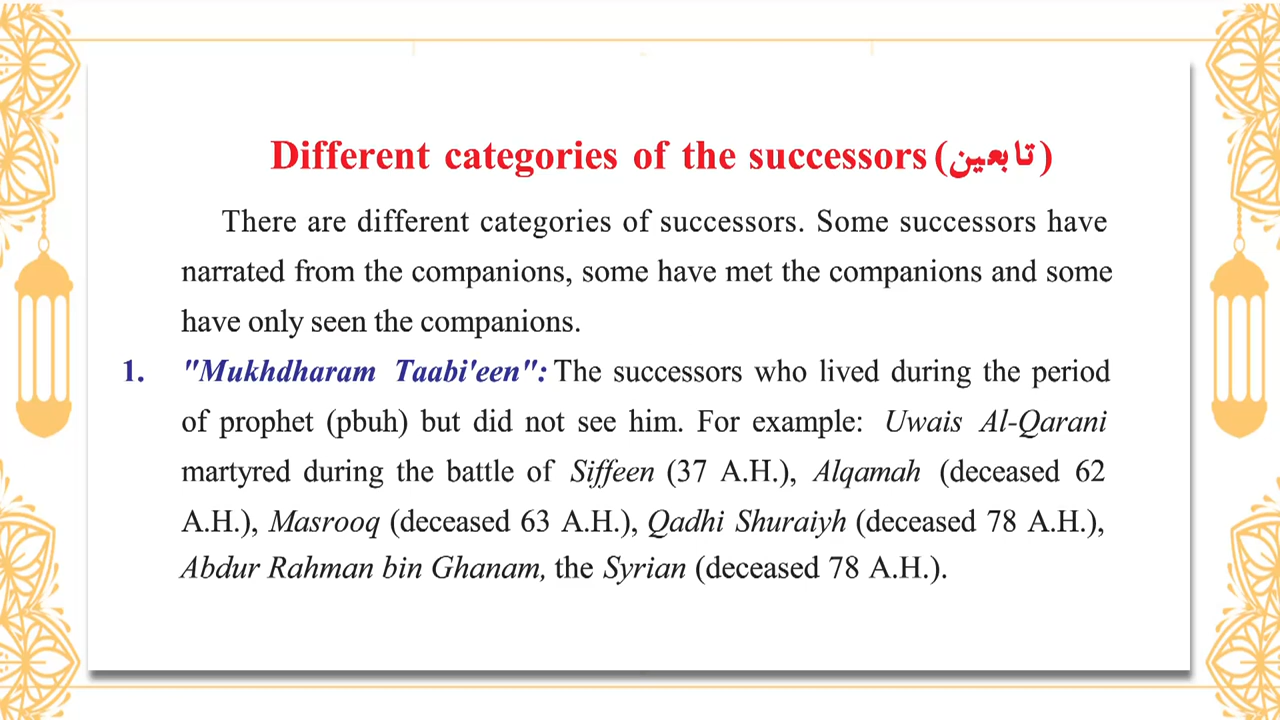 Different categories of the successors (تابعين)
There are different categories of successors. Some successors have
narrated from the companions, some have met the companions and some
have only seen the companions.
1. "Mukhdharam Taabi'een": The successors who lived during the period
of prophet (pbuh) but did not see him. For example: Uwais Al-Qarani
martyred during the battle of Siffeen (37 A.H.), Alqamah (deceased 62
A.H.), Masrooq (deceased 63 A.H.), Qadhi Shuraiyh (deceased 78 A.H.),
Abdur Rahman bin Ghanam, the Syrian (deceased 78 A.H.).